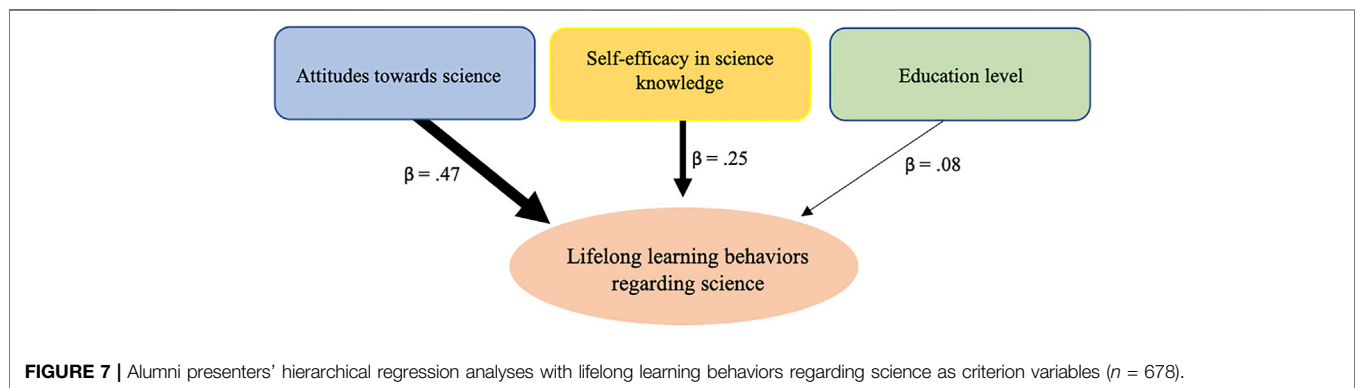 Attitudes towards science
Self-efficacy in science
knowledge
Education level
β = .47
β = .25
β = .08
Lifelong learning behaviors
regarding science
FIGURE 7 | Alumni presenters’ hierarchical regression analyses with lifelong learning behaviors regarding science as criterion variables (n = 678).